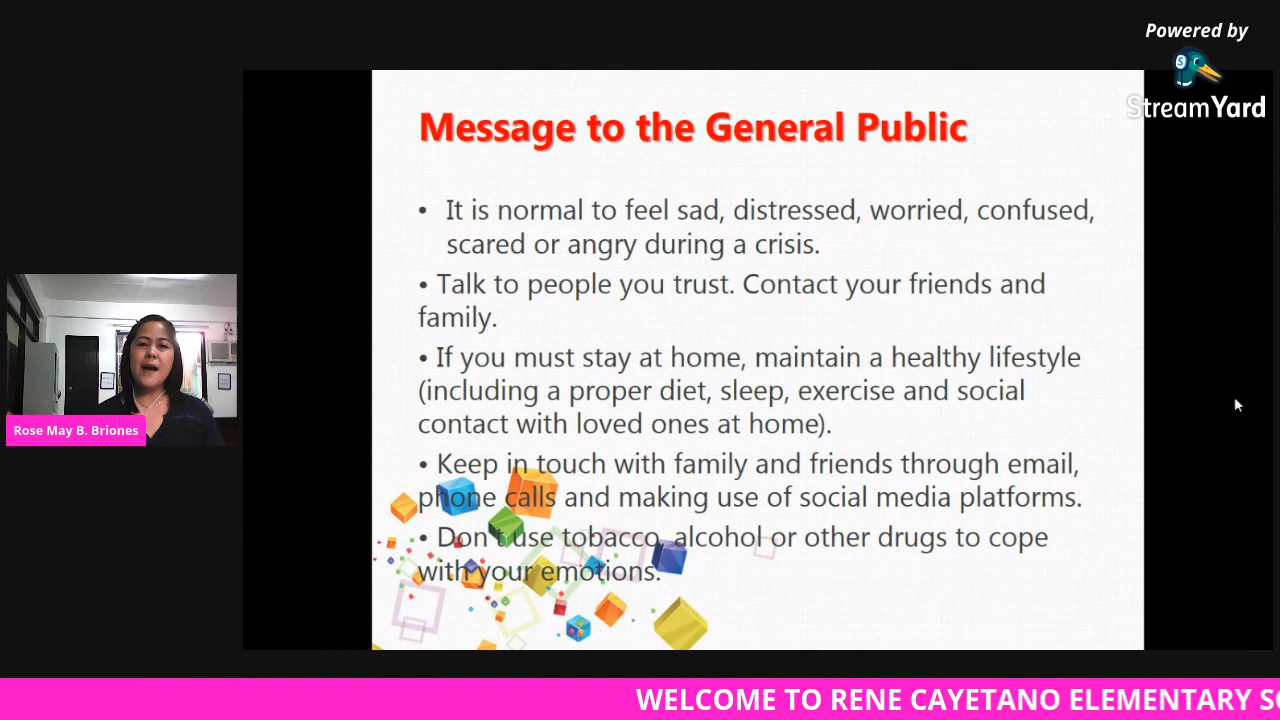 Powered by
StreamYard
Message to the General Public
• It is normal to feel sad, distressed, worried, confused,
scared or angry during a crisis.
• Talk to people you trust. Contact your friends and
family.
• If you must stay at home, maintain a healthy lifestyle
(including a proper diet, sleep, exercise and social
contact with loved ones at home).
• Keep in touch with family and friends through email,
phone calls and making use of social media platforms.
• Don't use tobacco, alcohol or other drugs to cope
with your emotions.
Rose May B. Briones
WELCOME TO RENE CAYETANO ELEMENTARY